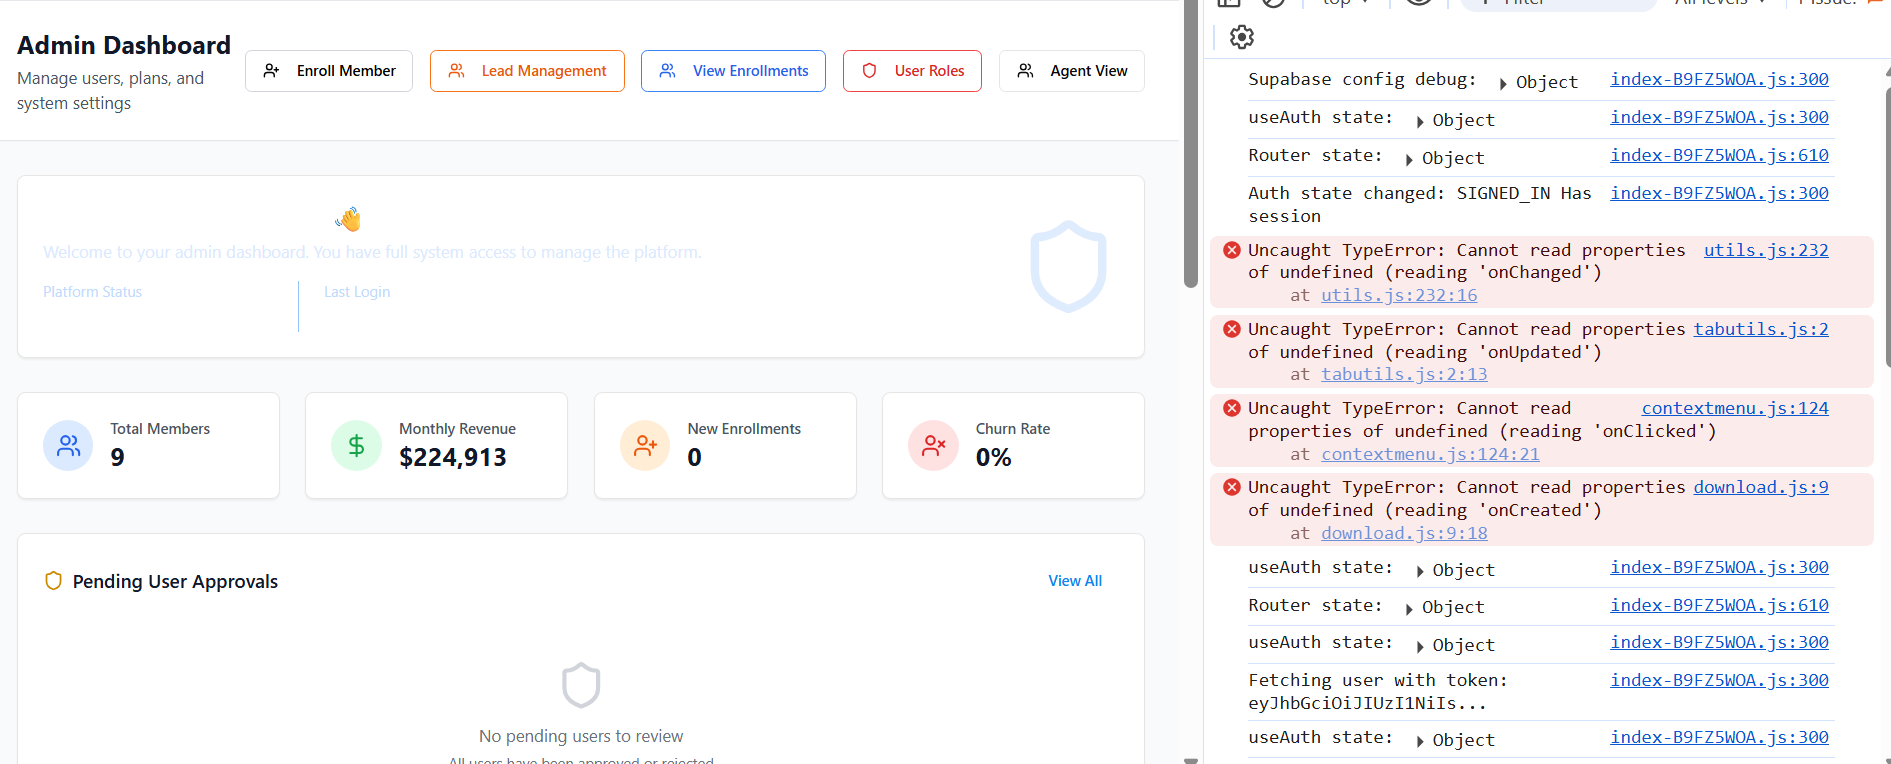 Admin Dashboard
Manage users, plans, and
system settings
Enroll Member
Lead Management
View Enrollments
User Roles
Agent View
Welcome to your admin dashboard. You have full system access to manage the platform.
Platform Status
Last Login
Total Members
9
Monthly Revenue
$224,913
New Enrollments
0
Churn Rate
0%
Pending User Approvals
View All
No pending users to review
All users have been approved or rejected
top
Filter
All levels
1 Issue:
Supabase config debug: Object index-B9FZ5WOA.js:300
useAuth state: Object index-B9FZ5WOA.js:300
Router state: Object index-B9FZ5WOA.js:610
Auth state changed: SIGNED_IN Has index-B9FZ5WOA.js:300
session
Uncaught TypeError: Cannot read properties utils.js:232
of undefined (reading 'onChanged')
at utils.js:232:16
Uncaught TypeError: Cannot read properties tabutils.js:2
of undefined (reading 'onUpdated')
at tabutils.js:2:13
Uncaught TypeError: Cannot read contextmenu.js:124
properties of undefined (reading 'onClicked')
at contextmenu.js:124:21
Uncaught TypeError: Cannot read properties download.js:9
of undefined (reading 'onCreated')
at download.js:9:18
useAuth state: Object index-B9FZ5WOA.js:300
Router state: Object index-B9FZ5WOA.js:610
useAuth state: Object index-B9FZ5WOA.js:300
Fetching user with token: index-B9FZ5WOA.js:300
eyJhbGciOiJIUzI1NiIs...
useAuth state: Object index-B9FZ5WOA.js:300